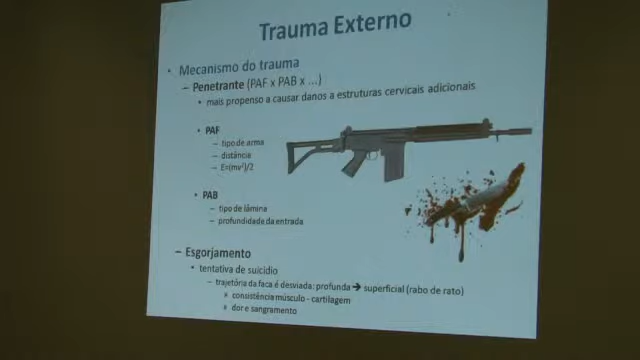 Trauma Externo
• Mecanismo do trauma
– Penetrante (PAF x PAB x ...)
• mais propenso a causar danos a estruturas cervicais adicionais
• PAF
– tipo de arma
– distância
– E=(mv²)/2
• PAB
– tipo de lâmina
– profundidade da entrada
– Esgorjamento
• tentativa de suicídio
– trajetória da faca é desviada: profunda ➔ superficial (rabo de rato)
» consistência músculo - cartilagem
» dor e sangramento